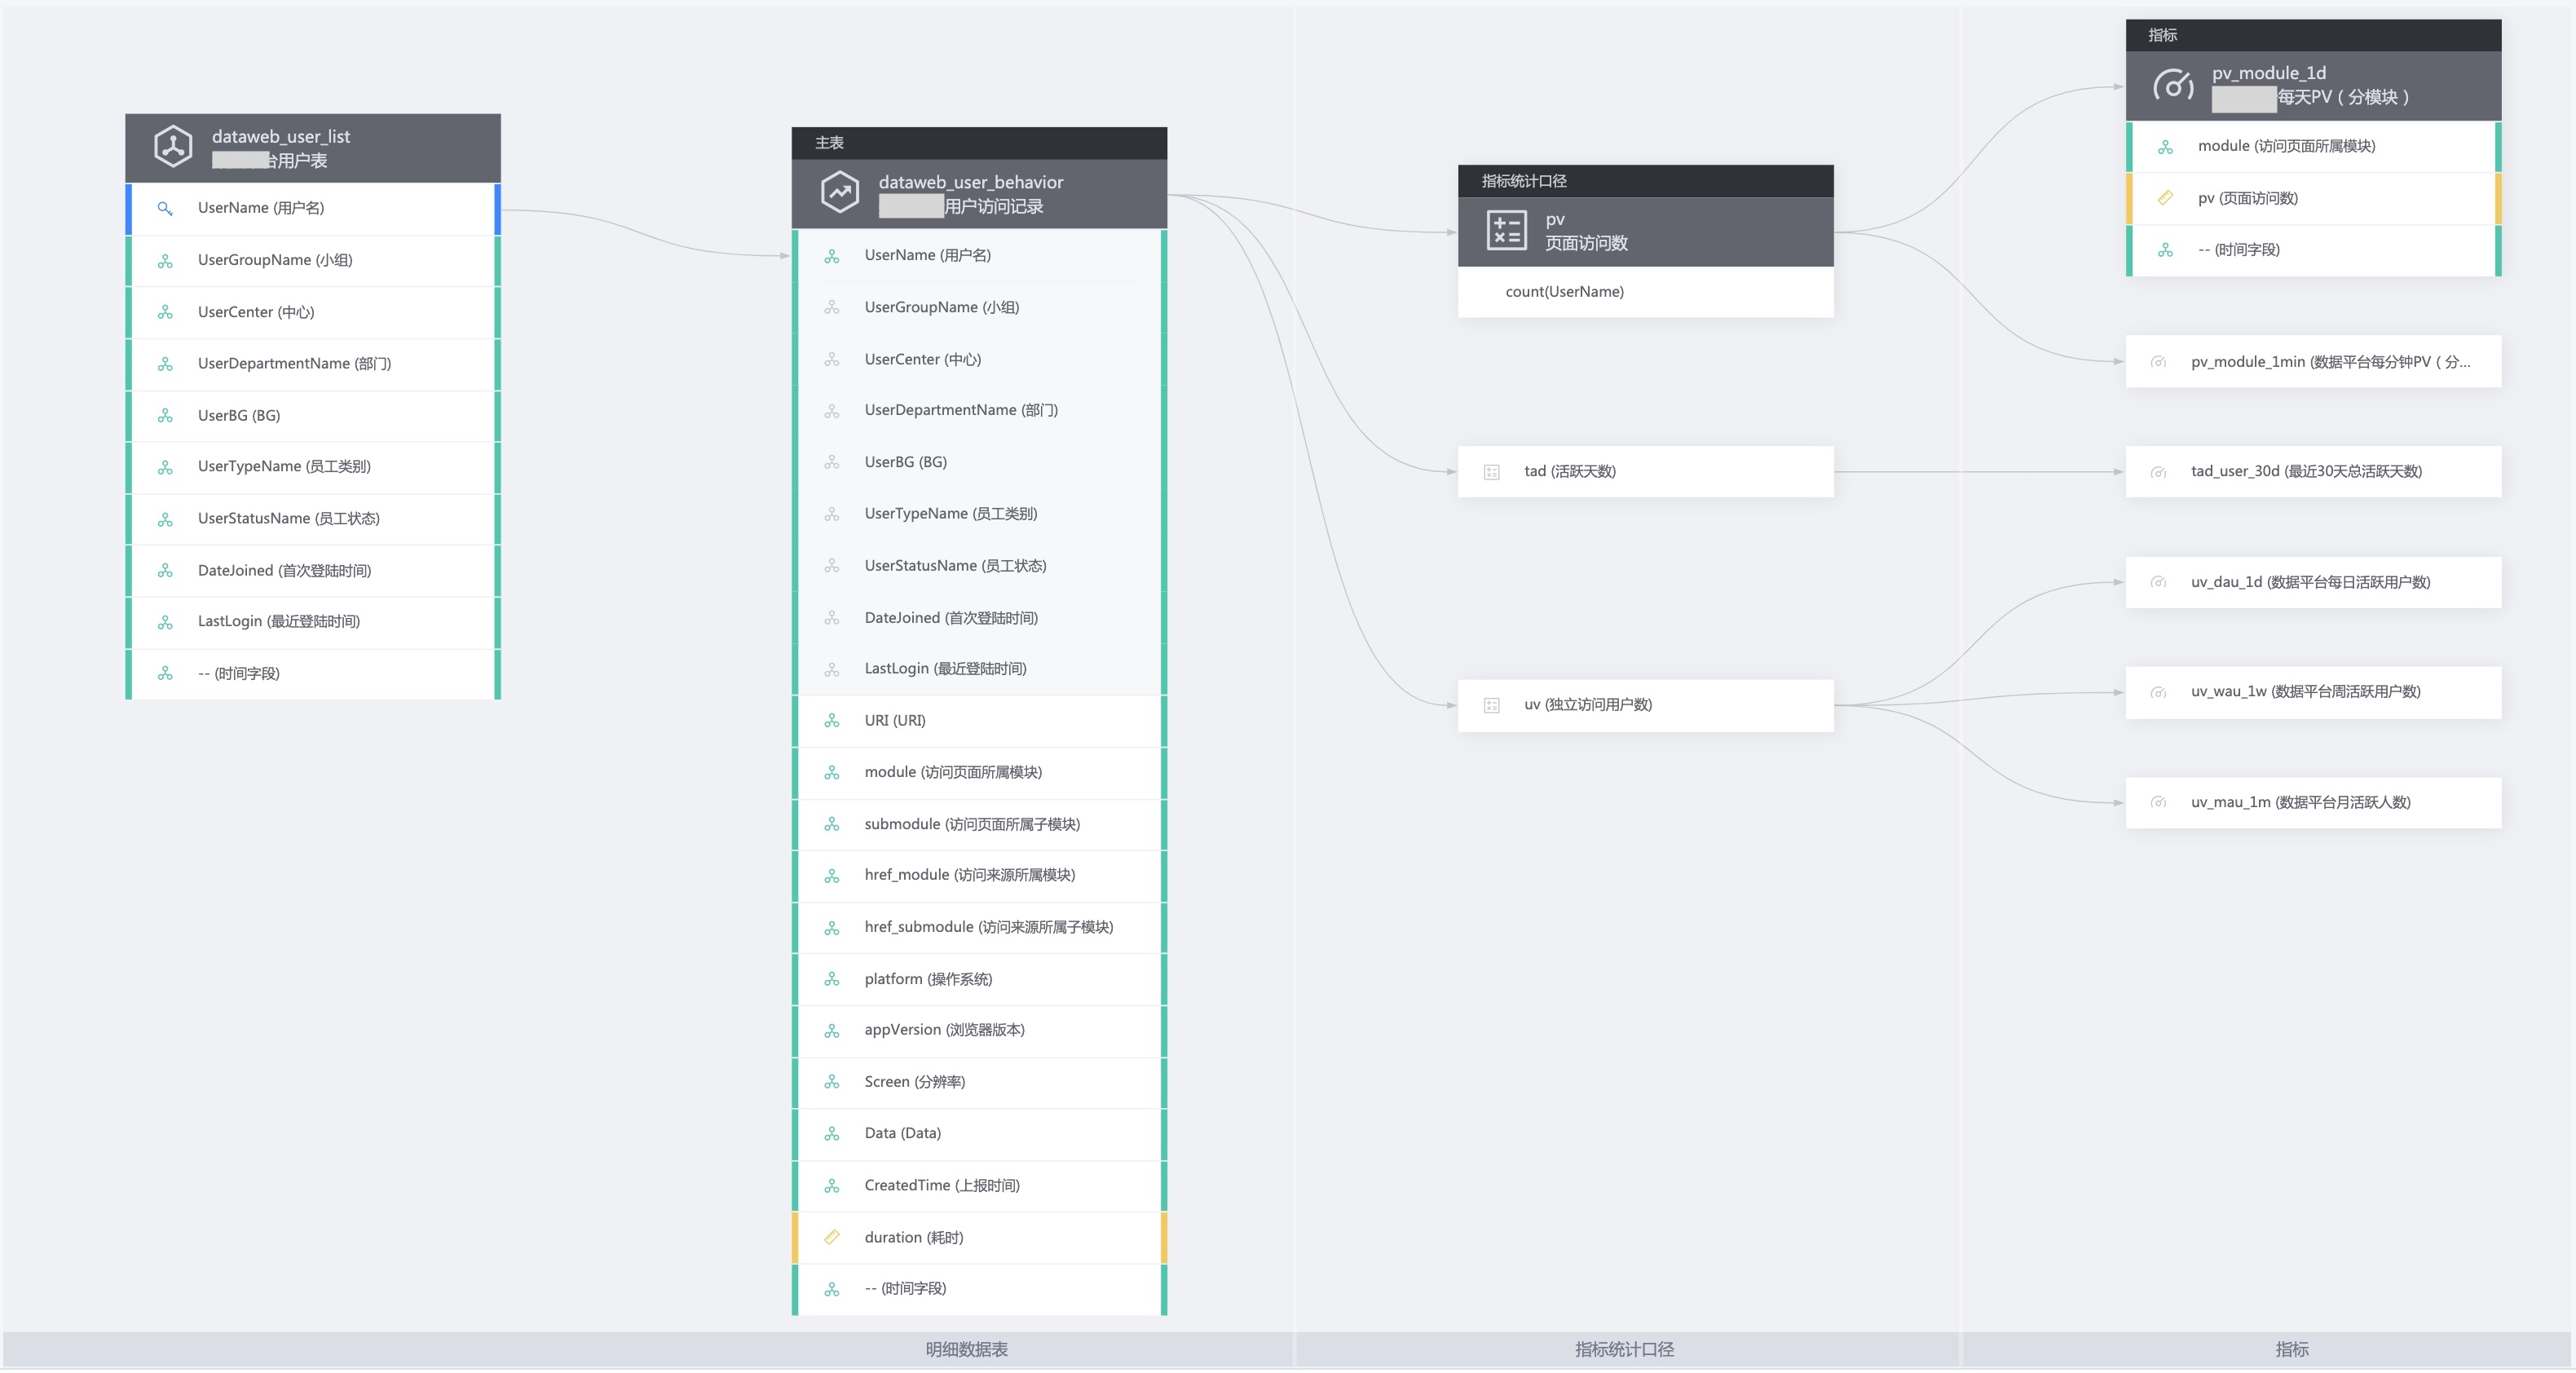 dataweb_user_list
台用户表
UserName (用户名)
UserGroupName (小组)
UserCenter (中心)
UserDepartmentName (部门)
UserBG (BG)
UserTypeName (员工类别)
UserStatusName (员工状态)
DateJoined (首次登陆时间)
LastLogin (最近登陆时间)
-- (时间字段)
主表
dataweb_user_behavior
用户访问记录
UserName (用户名)
UserGroupName (小组)
UserCenter (中心)
UserDepartmentName (部门)
UserBG (BG)
UserTypeName (员工类别)
UserStatusName (员工状态)
DateJoined (首次登陆时间)
LastLogin (最近登陆时间)
URI (URI)
module (访问页面所属模块)
submodule (访问页面所属子模块)
href_module (访问来源所属模块)
href_submodule (访问来源所属子模块)
platform (操作系统)
appVersion (浏览器版本)
Screen (分辨率)
Data (Data)
CreatedTime (上报时间)
duration (耗时)
-- (时间字段)
指标统计口径
pv
页面访问数
count(UserName)
tad (活跃天数)
uv (独立访问用户数)
指标
pv_module_1d
每天PV（分模块）
module (访问页面所属模块)
pv (页面访问数)
-- (时间字段)
pv_module_1min (数据平台每分钟PV（分...
tad_user_30d (最近30天总活跃天数)
uv_dau_1d (数据平台每日活跃用户数)
uv_wau_1w (数据平台周活跃用户数)
uv_mau_1m (数据平台月活跃人数)
明细数据表
指标统计口径
指标